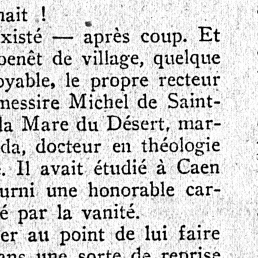 nait !
xisté — après coup. Et
benêt de village, quelque
oyable, le propre recteur
messire Michel de Saint-
la Mare du Désert, mar-
da, docteur en théologie
. Il avait étudié à Caen
urni une honorable car-
é par la vanité.
er au point de lui faire
ans une sorte de reprise